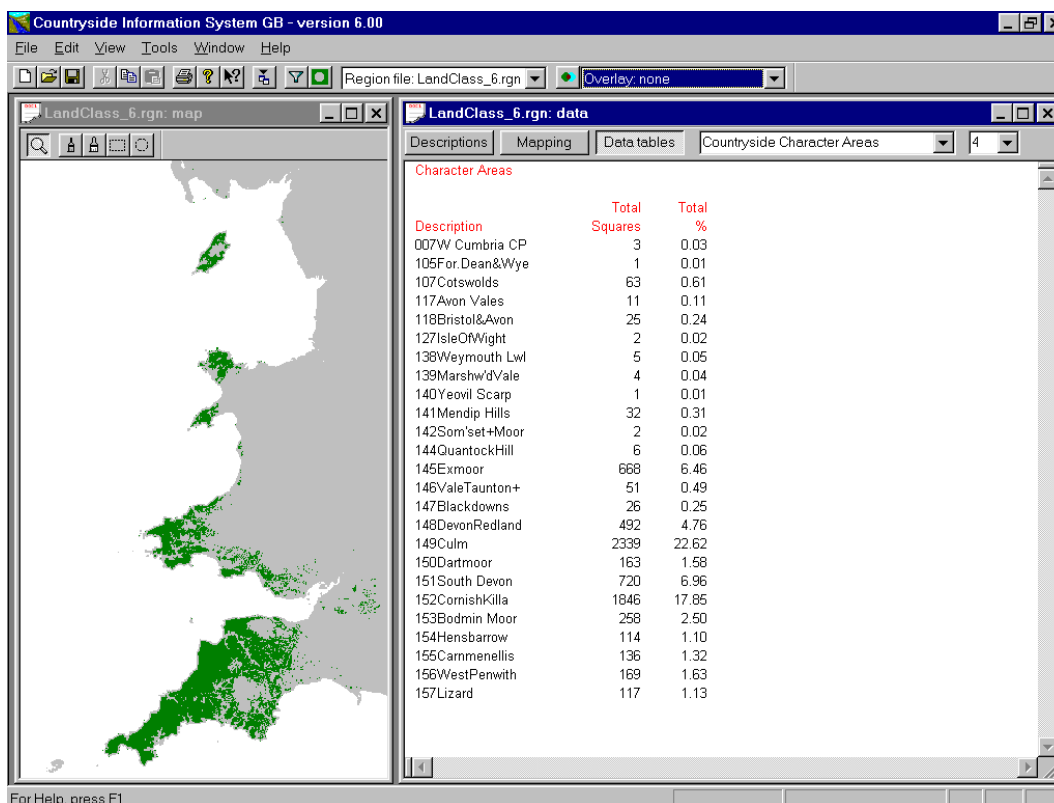 Countryside Information System GB - version 6.00
File Edit View Tools Window Help
Region file: LandClass_6.rgn Overlay: none
LandClass_6.rgn: map
LandClass_6.rgn: data
Descriptions Mapping Data tables Countryside Character Areas 4
Character Areas
Total Total
Description Squares %
007W Cumbria CP 3 0.03
105For.Dean&Wye 1 0.01
107Cotswolds 63 0.61
117Avon Vales 11 0.11
118Bristol&Avon 25 0.24
127IsleOfWight 2 0.02
138Weymouth Lwl 5 0.05
139Marshw'dVale 4 0.04
140Yeovil Scarp 1 0.01
141Mendip Hills 32 0.31
142Som'set+Moor 2 0.02
144QuantockHill 6 0.06
145Exmoor 668 6.46
146ValeTaunton+ 51 0.49
147Blackdowns 26 0.25
148DevonRedland 492 4.76
149Culm 2339 22.62
150Dartmoor 163 1.58
151South Devon 720 6.96
152CornishKilla 1846 17.85
153Bodmin Moor 258 2.50
154Hensbarrow 114 1.10
155Carnmenellis 136 1.32
156WestPenwith 169 1.63
157Lizard 117 1.13
For Help, press F1